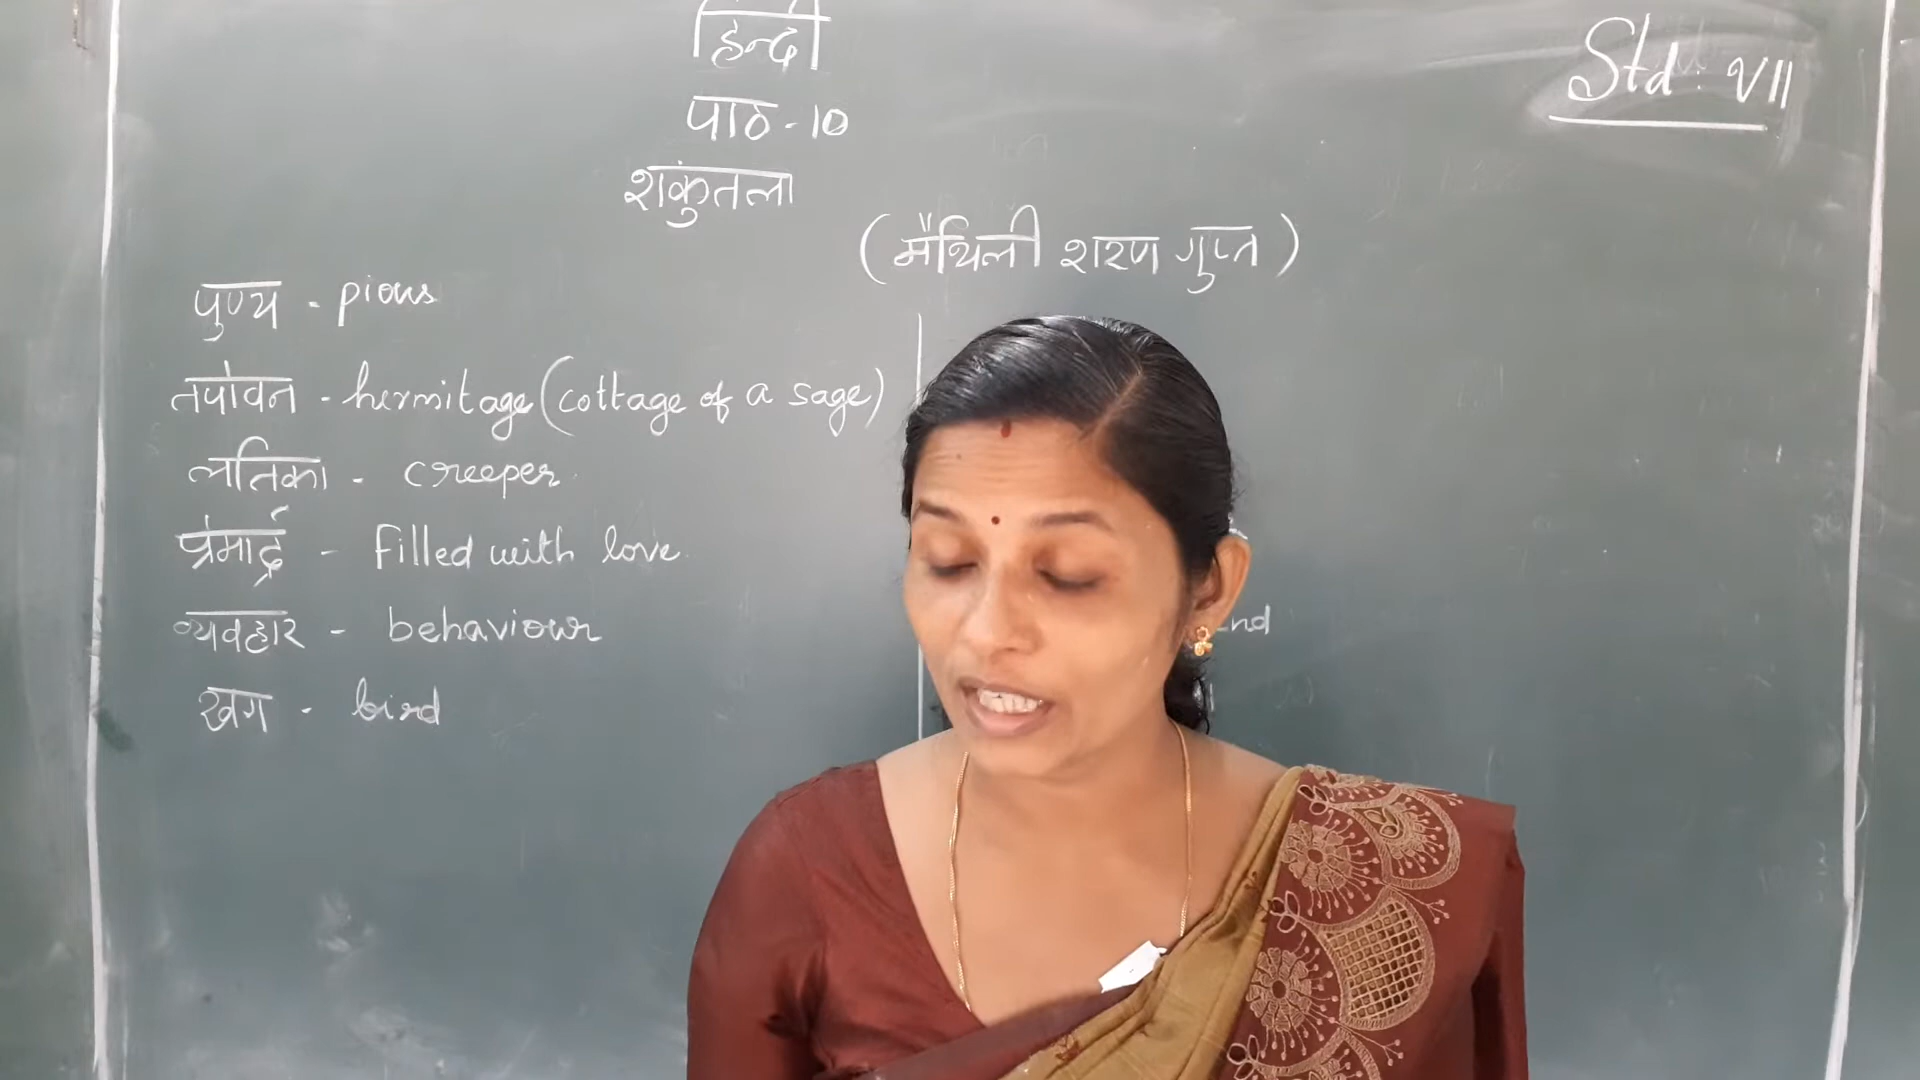 हिन्दी
Std: VII
पाठ - 10
शकुंतला
(मैथिली शरण गुप्त)
पुण्य - pious
तपोवन - hermitage (cottage of a sage)
लतिका - creeper
प्रेमार्द्र - filled with love
व्यवहार - behaviour
खग - bird